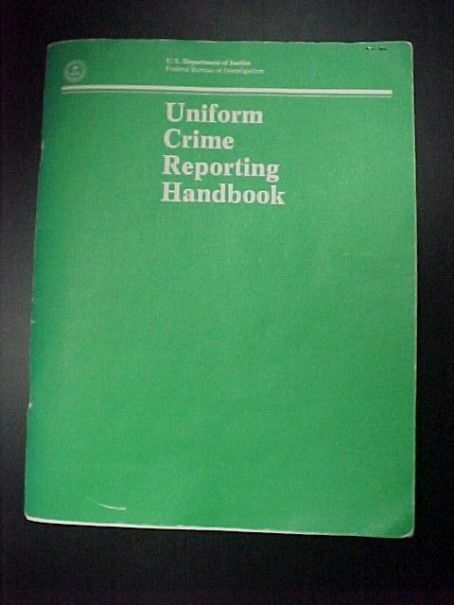 U.S. Department of Justice
Federal Bureau of Investigation
Uniform
Crime
Reporting
Handbook